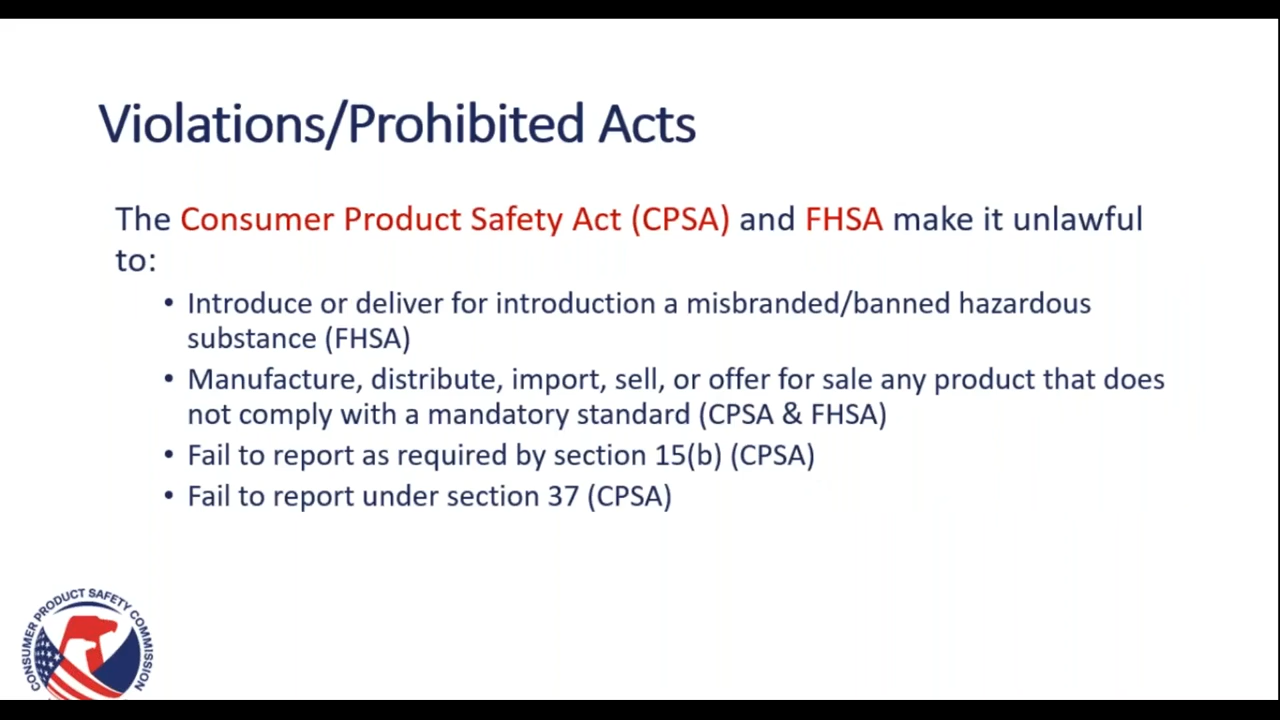 Violations/Prohibited Acts
The Consumer Product Safety Act (CPSA) and FHSA make it unlawful
to:
• Introduce or deliver for introduction a misbranded/banned hazardous
substance (FHSA)
• Manufacture, distribute, import, sell, or offer for sale any product that does
not comply with a mandatory standard (CPSA & FHSA)
• Fail to report as required by section 15(b) (CPSA)
• Fail to report under section 37 (CPSA)
CONSUMER PRODUCT SAFETY COMMISSION